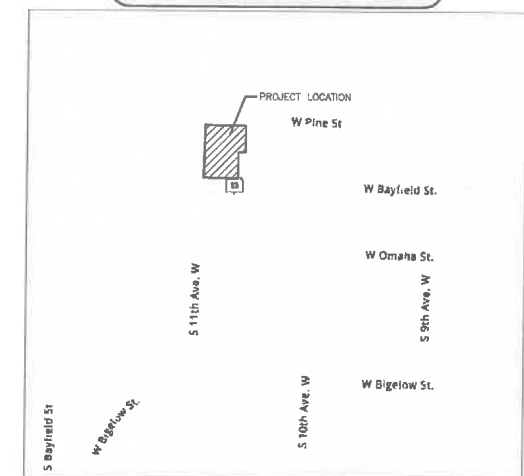 PROJECT LOCATION
W Pine St
13
W Bayfield St.
W Omaha St.
S 11th Ave. W
S 9th Ave. W
W Bigelow St.
S 10th Ave. W
W Bigelow St.
S Bayfield St